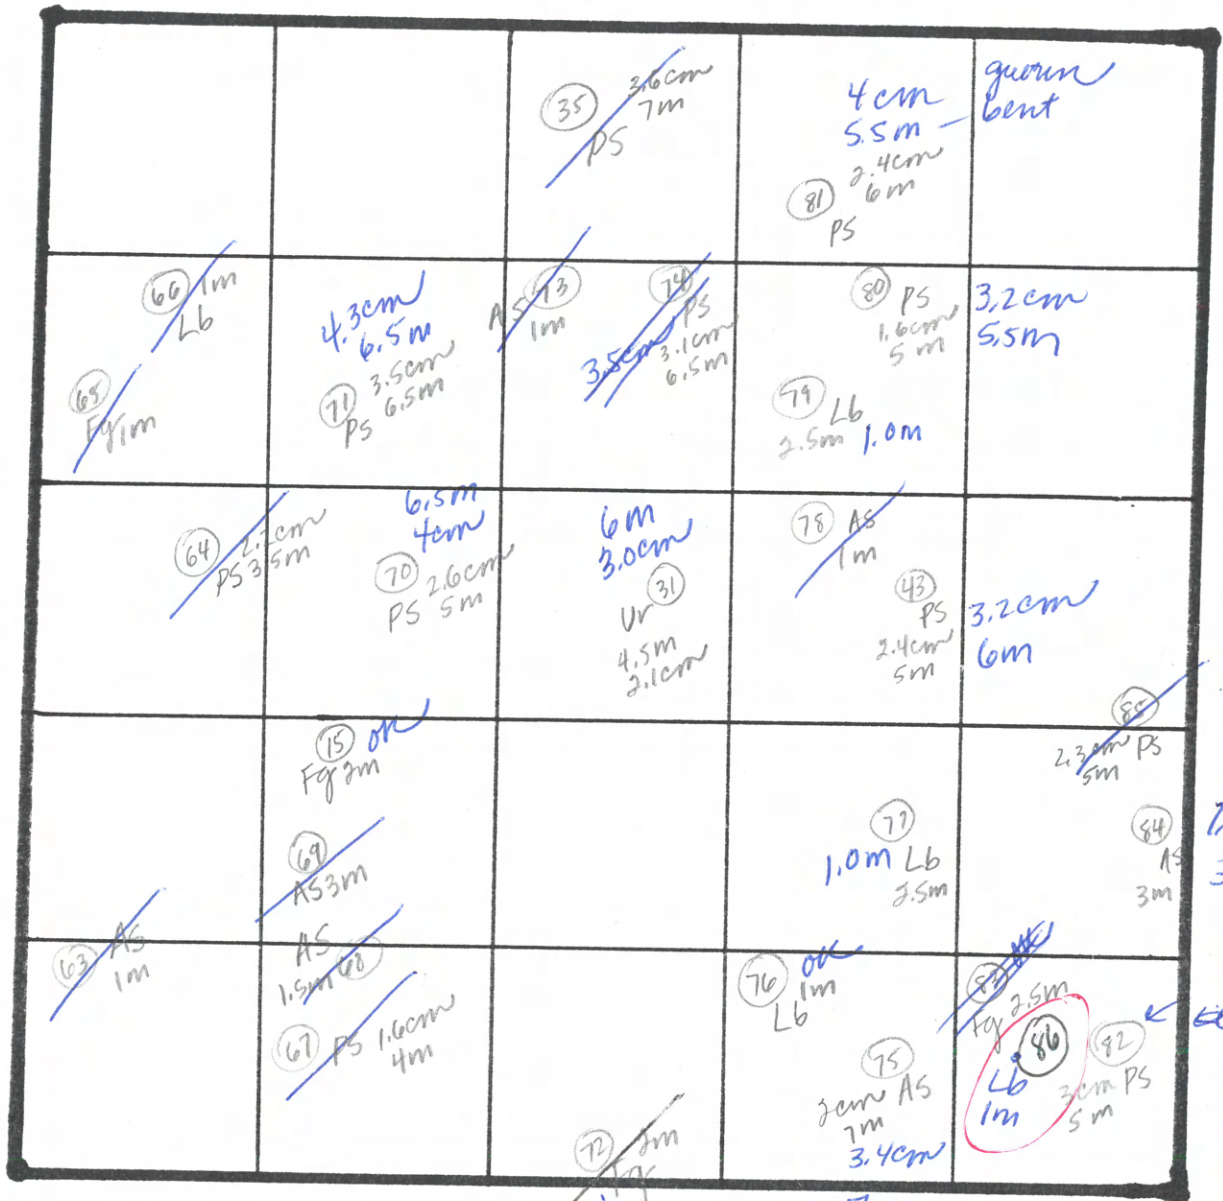 35 3.6cm
7m
PS
4cm
5.5m -
bent
2.4cm
6m
81
PS
66 1m
Lb
65
Fg 1m
4.3cm
6.5m
3.5cm
71 6.5m
PS
AS 73
1m
74
PS
3.5cm 3.1cm
6.5m
80 PS
1.6cm
5m
3.2cm
5.5m
79 Lb
2.5m 1.0m
64
PS 3.5m
6.5m
4cm
70 2.6cm
PS 5m
6m
3.0cm
31
Ur
4.5m
2.1cm
78 AS
1m
43
PS
2.4cm
5m
3.2cm
6m
15 ok
Fg 2m
69
AS 3m
85
2.3cm PS
5m
77
1.0m Lb
2.5m
84
AS
3m
63 AS
1m
AS
1.5m 68
67 PS 1.6cm
4m
76 ok
1m
Lb
83
Fg 2.5m
86
Lb
1m
82
3cm PS
5m
75
2cm AS
7m
3.4cm
72 2m
Fg